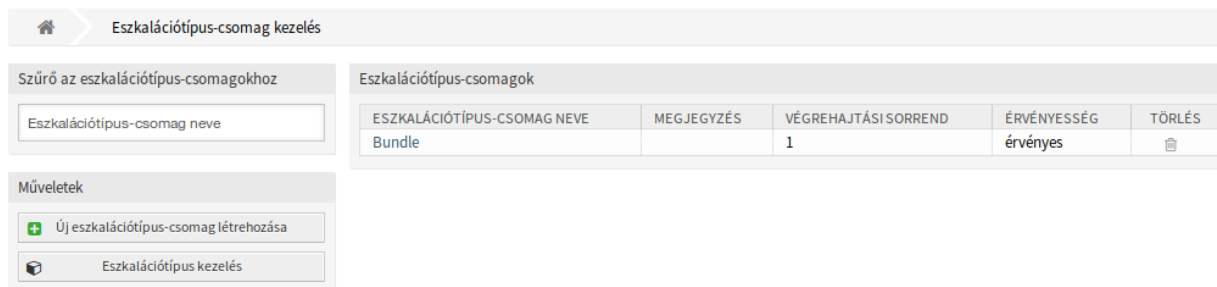 Eszkalációtípus-csomag kezelés
Szűrő az eszkalációtípus-csomagokhoz
Eszkalációtípus-csomag neve
Műveletek
Új eszkalációtípus-csomag létrehozása
Eszkalációtípus kezelés
Eszkalációtípus-csomagok
ESZKALÁCIÓTÍPUS-CSOMAG NEVE MEGJEGYZÉS VÉGREHAJTÁSI SORREND ÉRVÉNYESSÉG TÖRLÉS
Bundle 1 érvényes